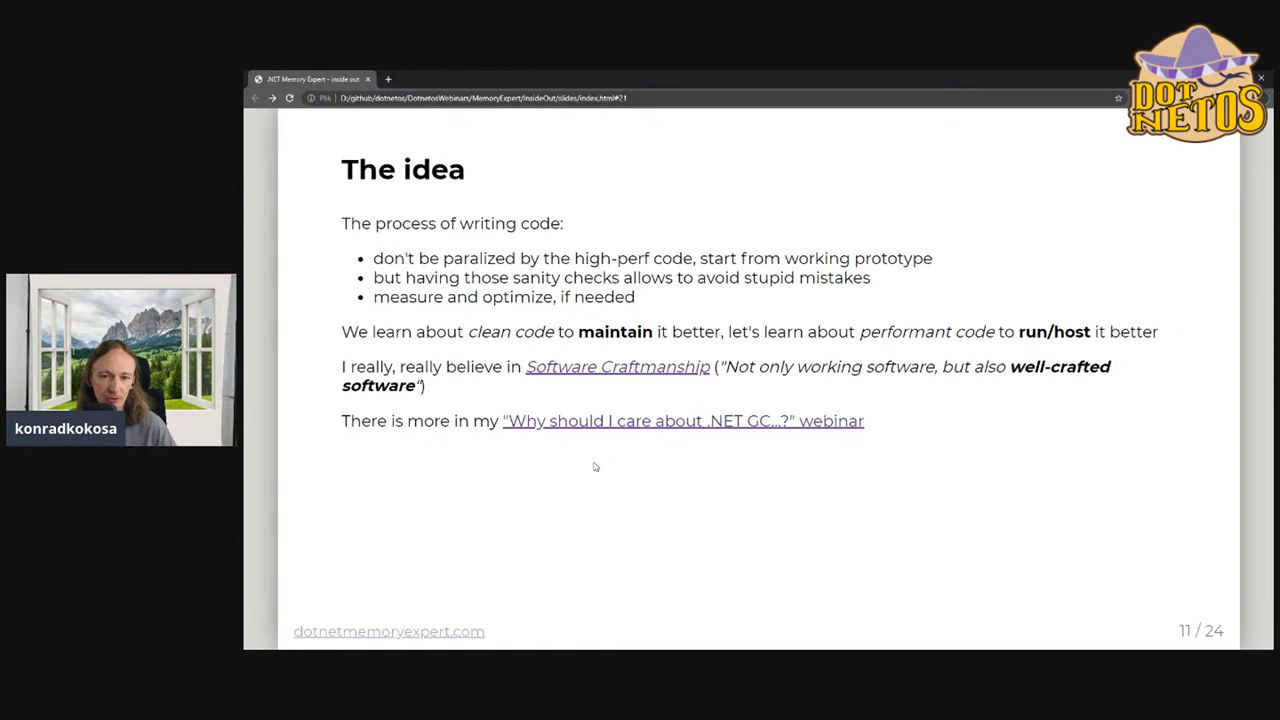 DOT
NETOS
.NET Memory Expert - inside out
Plik D:/github/dotnetos/DotnetosWebinars/MemoryExpert/InsideOut/slides/index.html#21
The idea
The process of writing code:
• don't be paralized by the high-perf code, start from working prototype
• but having those sanity checks allows to avoid stupid mistakes
• measure and optimize, if needed
We learn about clean code to maintain it better, let's learn about performant code to run/host it better
I really, really believe in Software Craftmanship ("Not only working software, but also well-crafted
software")
There is more in my "Why should I care about .NET GC...?" webinar
konradkokosa
dotnetmemoryexpert.com
11 / 24